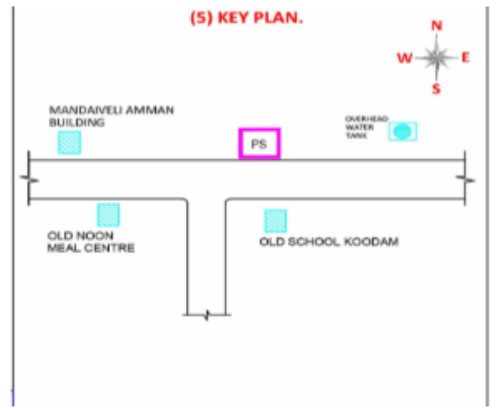 (5) KEY PLAN.
N
W E
S
MANDAIVELI AMMAN
BUILDING
OVERHEAD
WATER
TANK
PS
OLD NOON
MEAL CENTRE
OLD SCHOOL KOODAM